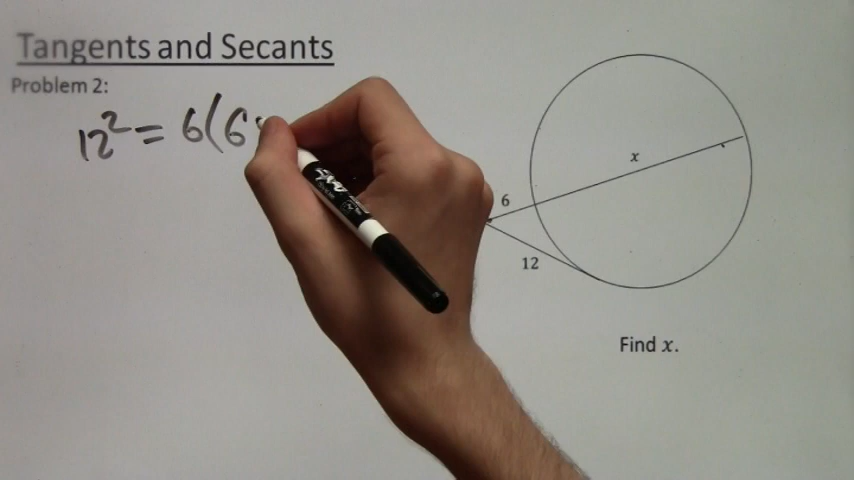 Tangents and Secants
Problem 2:
12² = 6(6
x
6
12
Find x.